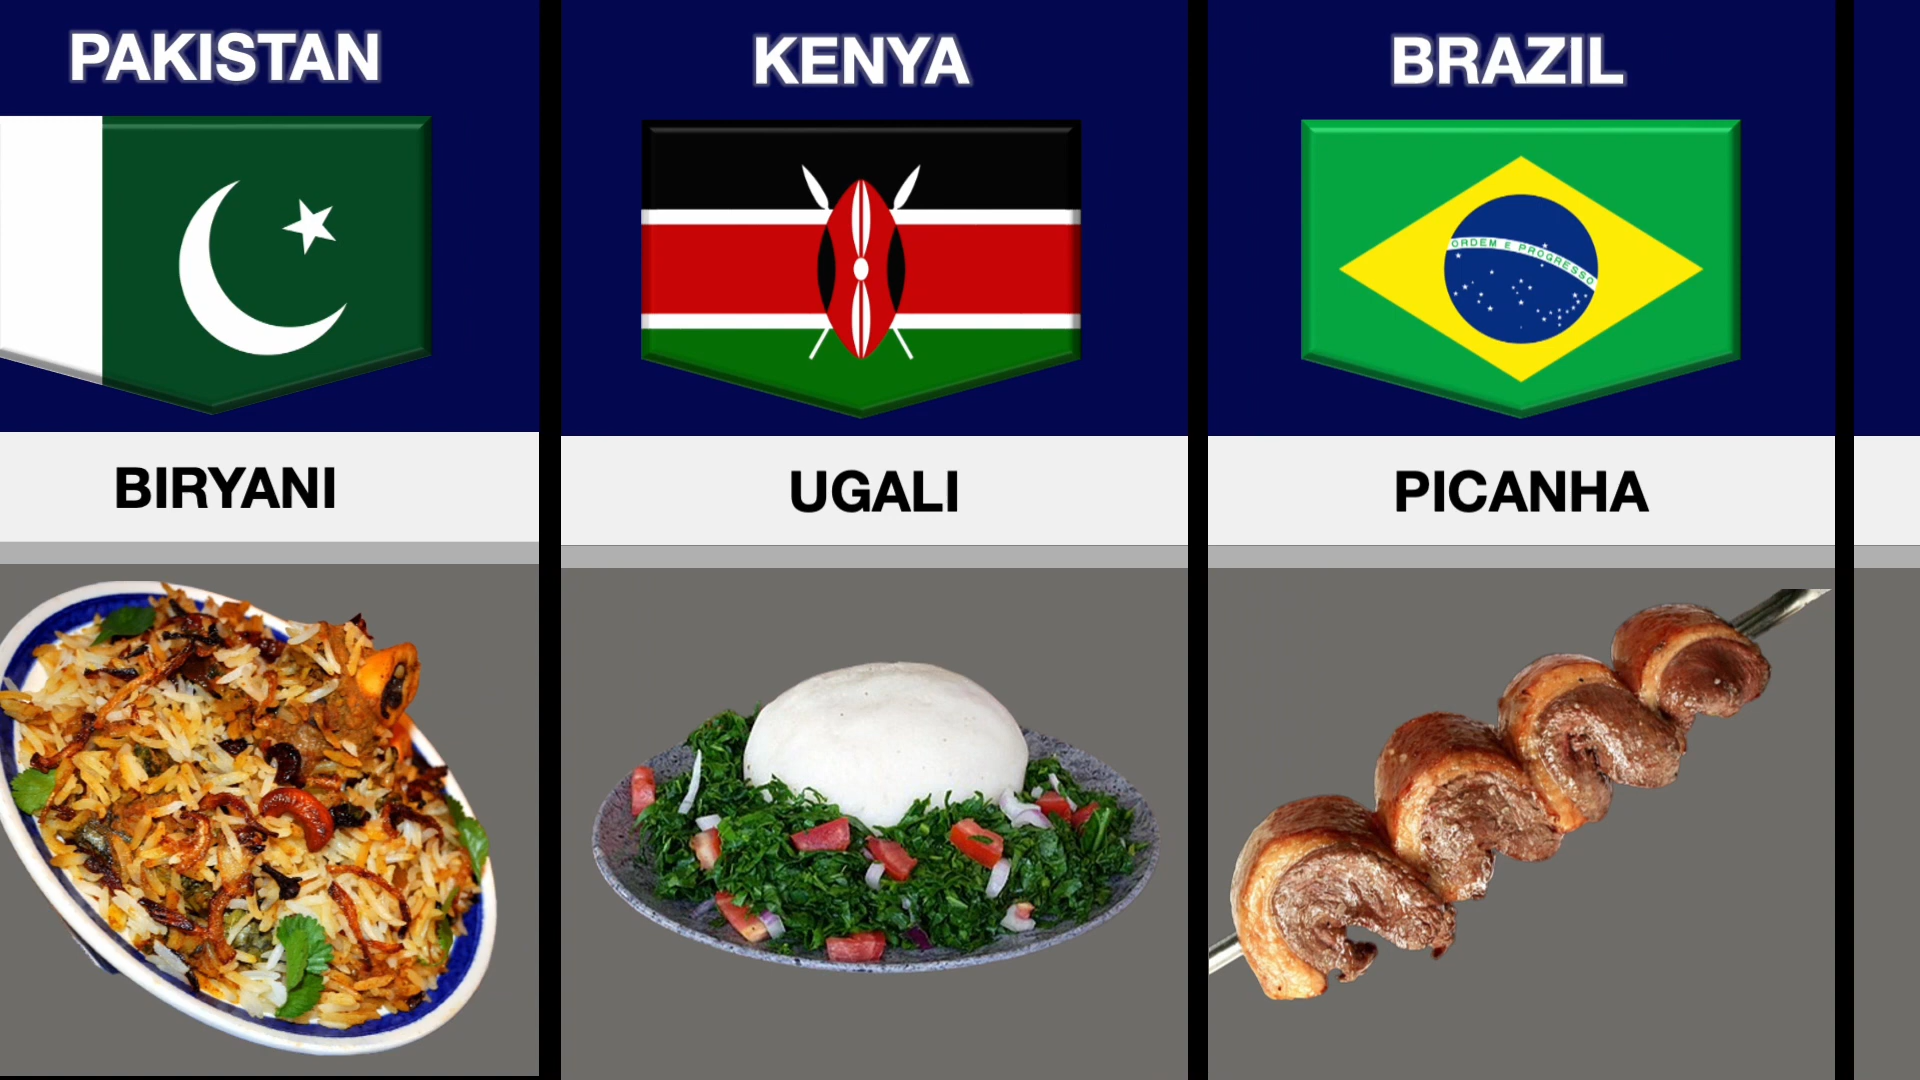 PAKISTAN
KENYA
BRAZIL
ORDEM E PROGRESSO
BIRYANI
UGALI
PICANHA